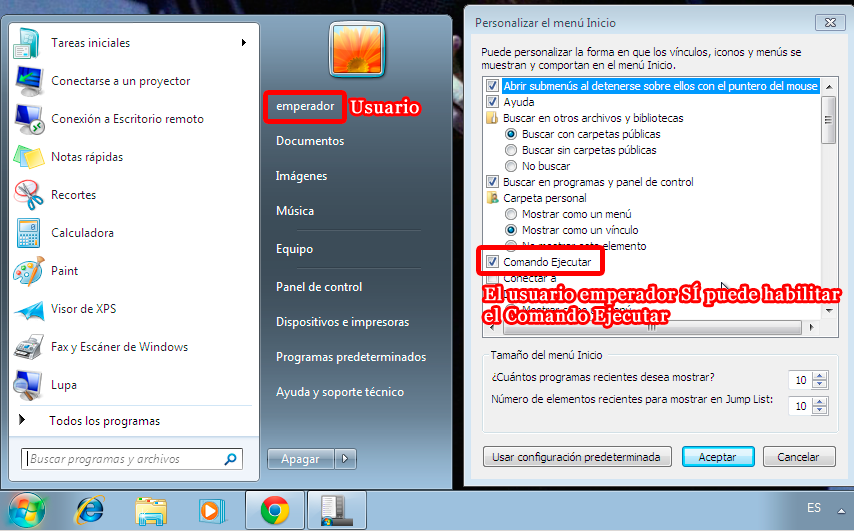 Tareas iniciales
Conectarse a un proyector
Conexión a Escritorio remoto
Notas rápidas
Recortes
Calculadora
Paint
Visor de XPS
Fax y Escáner de Windows
Lupa
Todos los programas
Buscar programas y archivos
emperador
Usuario
Documentos
Imágenes
Música
Equipo
Panel de control
Dispositivos e impresoras
Programas predeterminados
Ayuda y soporte técnico
Apagar
Personalizar el menú Inicio
Puede personalizar la forma en que los vínculos, iconos y menús se
muestran y comportan en el menú Inicio.
Abrir submenús al detenerse sobre ellos con el puntero del mouse
Ayuda
Buscar en otros archivos y bibliotecas
Buscar con carpetas públicas
Buscar sin carpetas públicas
No buscar
Buscar en programas y panel de control
Carpeta personal
Mostrar como un menú
Mostrar como un vínculo
No mostrar este elemento
Comando Ejecutar
Conectar a
El usuario emperador SÍ puede habilitar
el Comando Ejecutar
Tamaño del menú Inicio
¿Cuántos programas recientes desea mostrar?
10
Número de elementos recientes para mostrar en Jump List:
10
Usar configuración predeterminada
Aceptar
Cancelar
ES